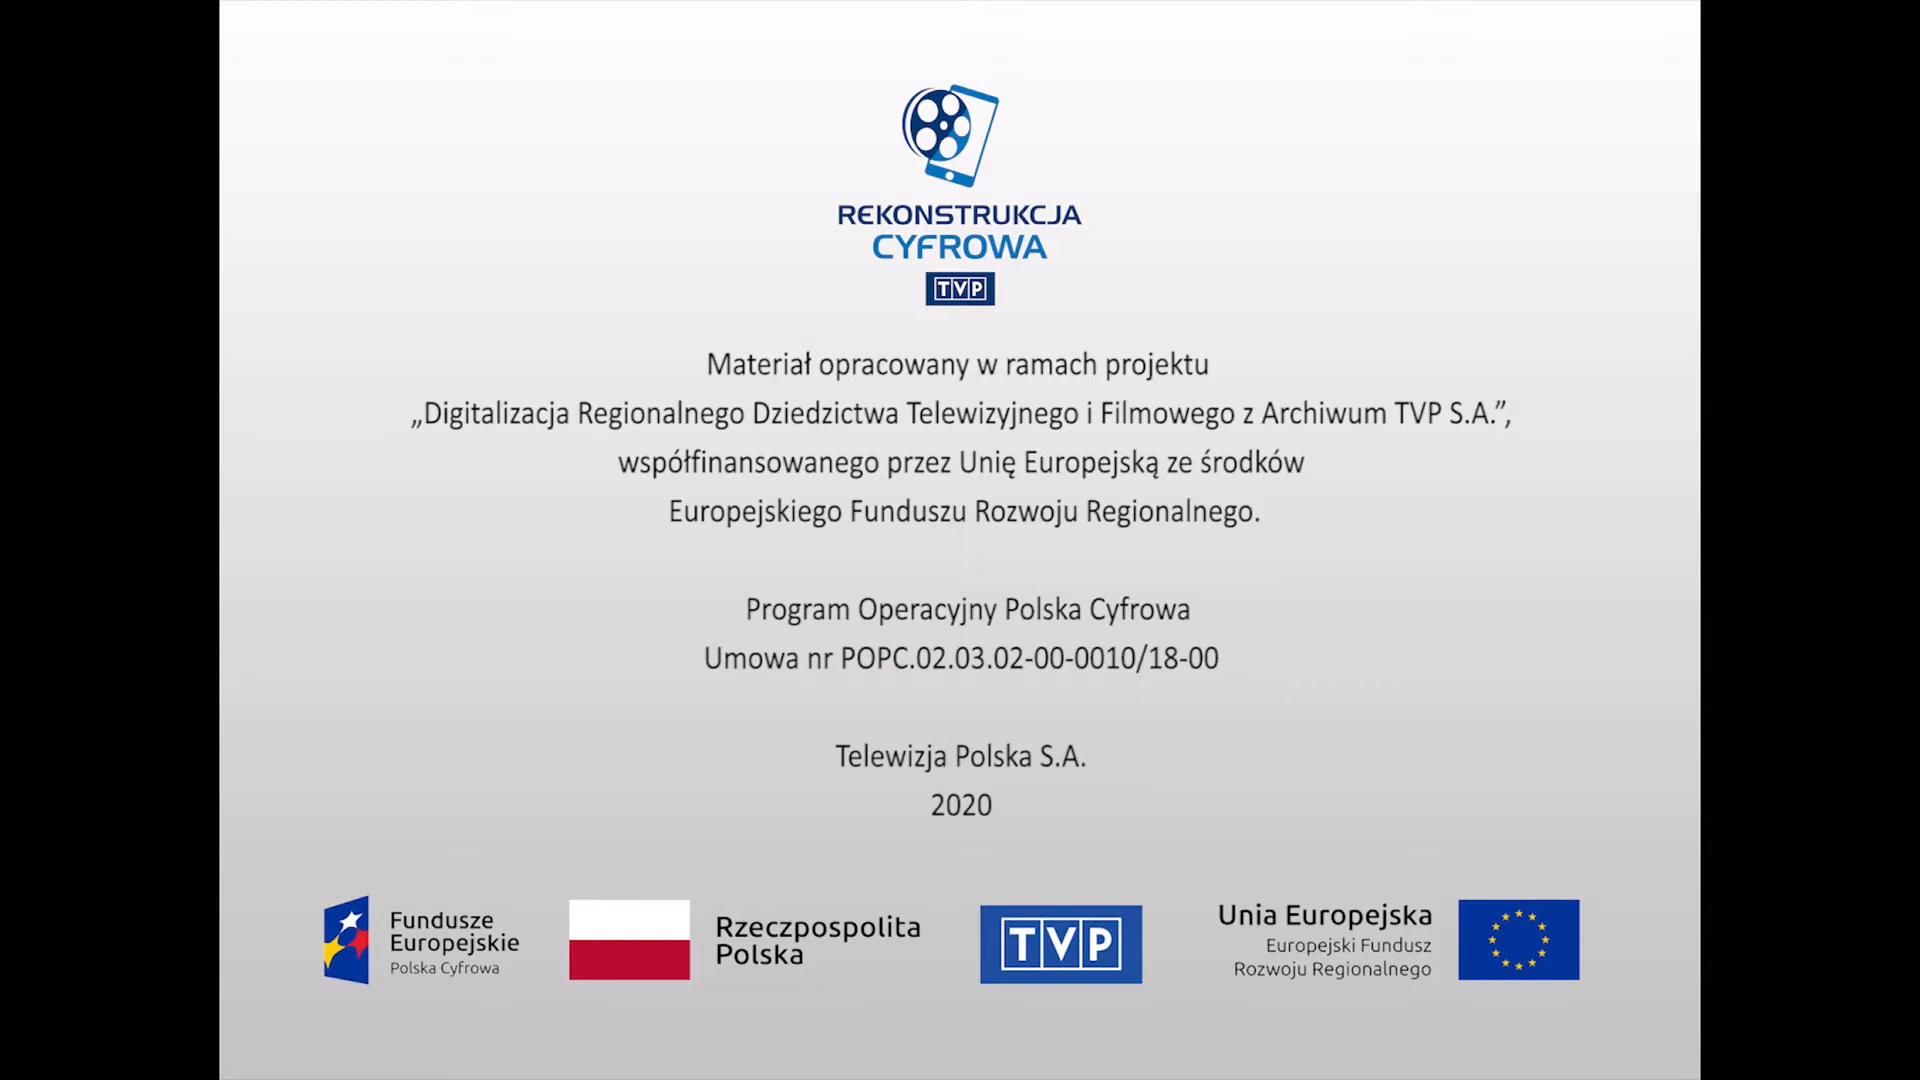 REKONSTRUKCJA
CYFROWA
TVP
Materiał opracowany w ramach projektu
„Digitalizacja Regionalnego Dziedzictwa Telewizyjnego i Filmowego z Archiwum TVP S.A.”,
współfinansowanego przez Unię Europejską ze środków
Europejskiego Funduszu Rozwoju Regionalnego.
Program Operacyjny Polska Cyfrowa
Umowa nr POPC.02.03.02-00-0010/18-00
Telewizja Polska S.A.
2020
Fundusze
Europejskie
Polska Cyfrowa
Rzeczpospolita
Polska
TVP
Unia Europejska
Europejski Fundusz
Rozwoju Regionalnego